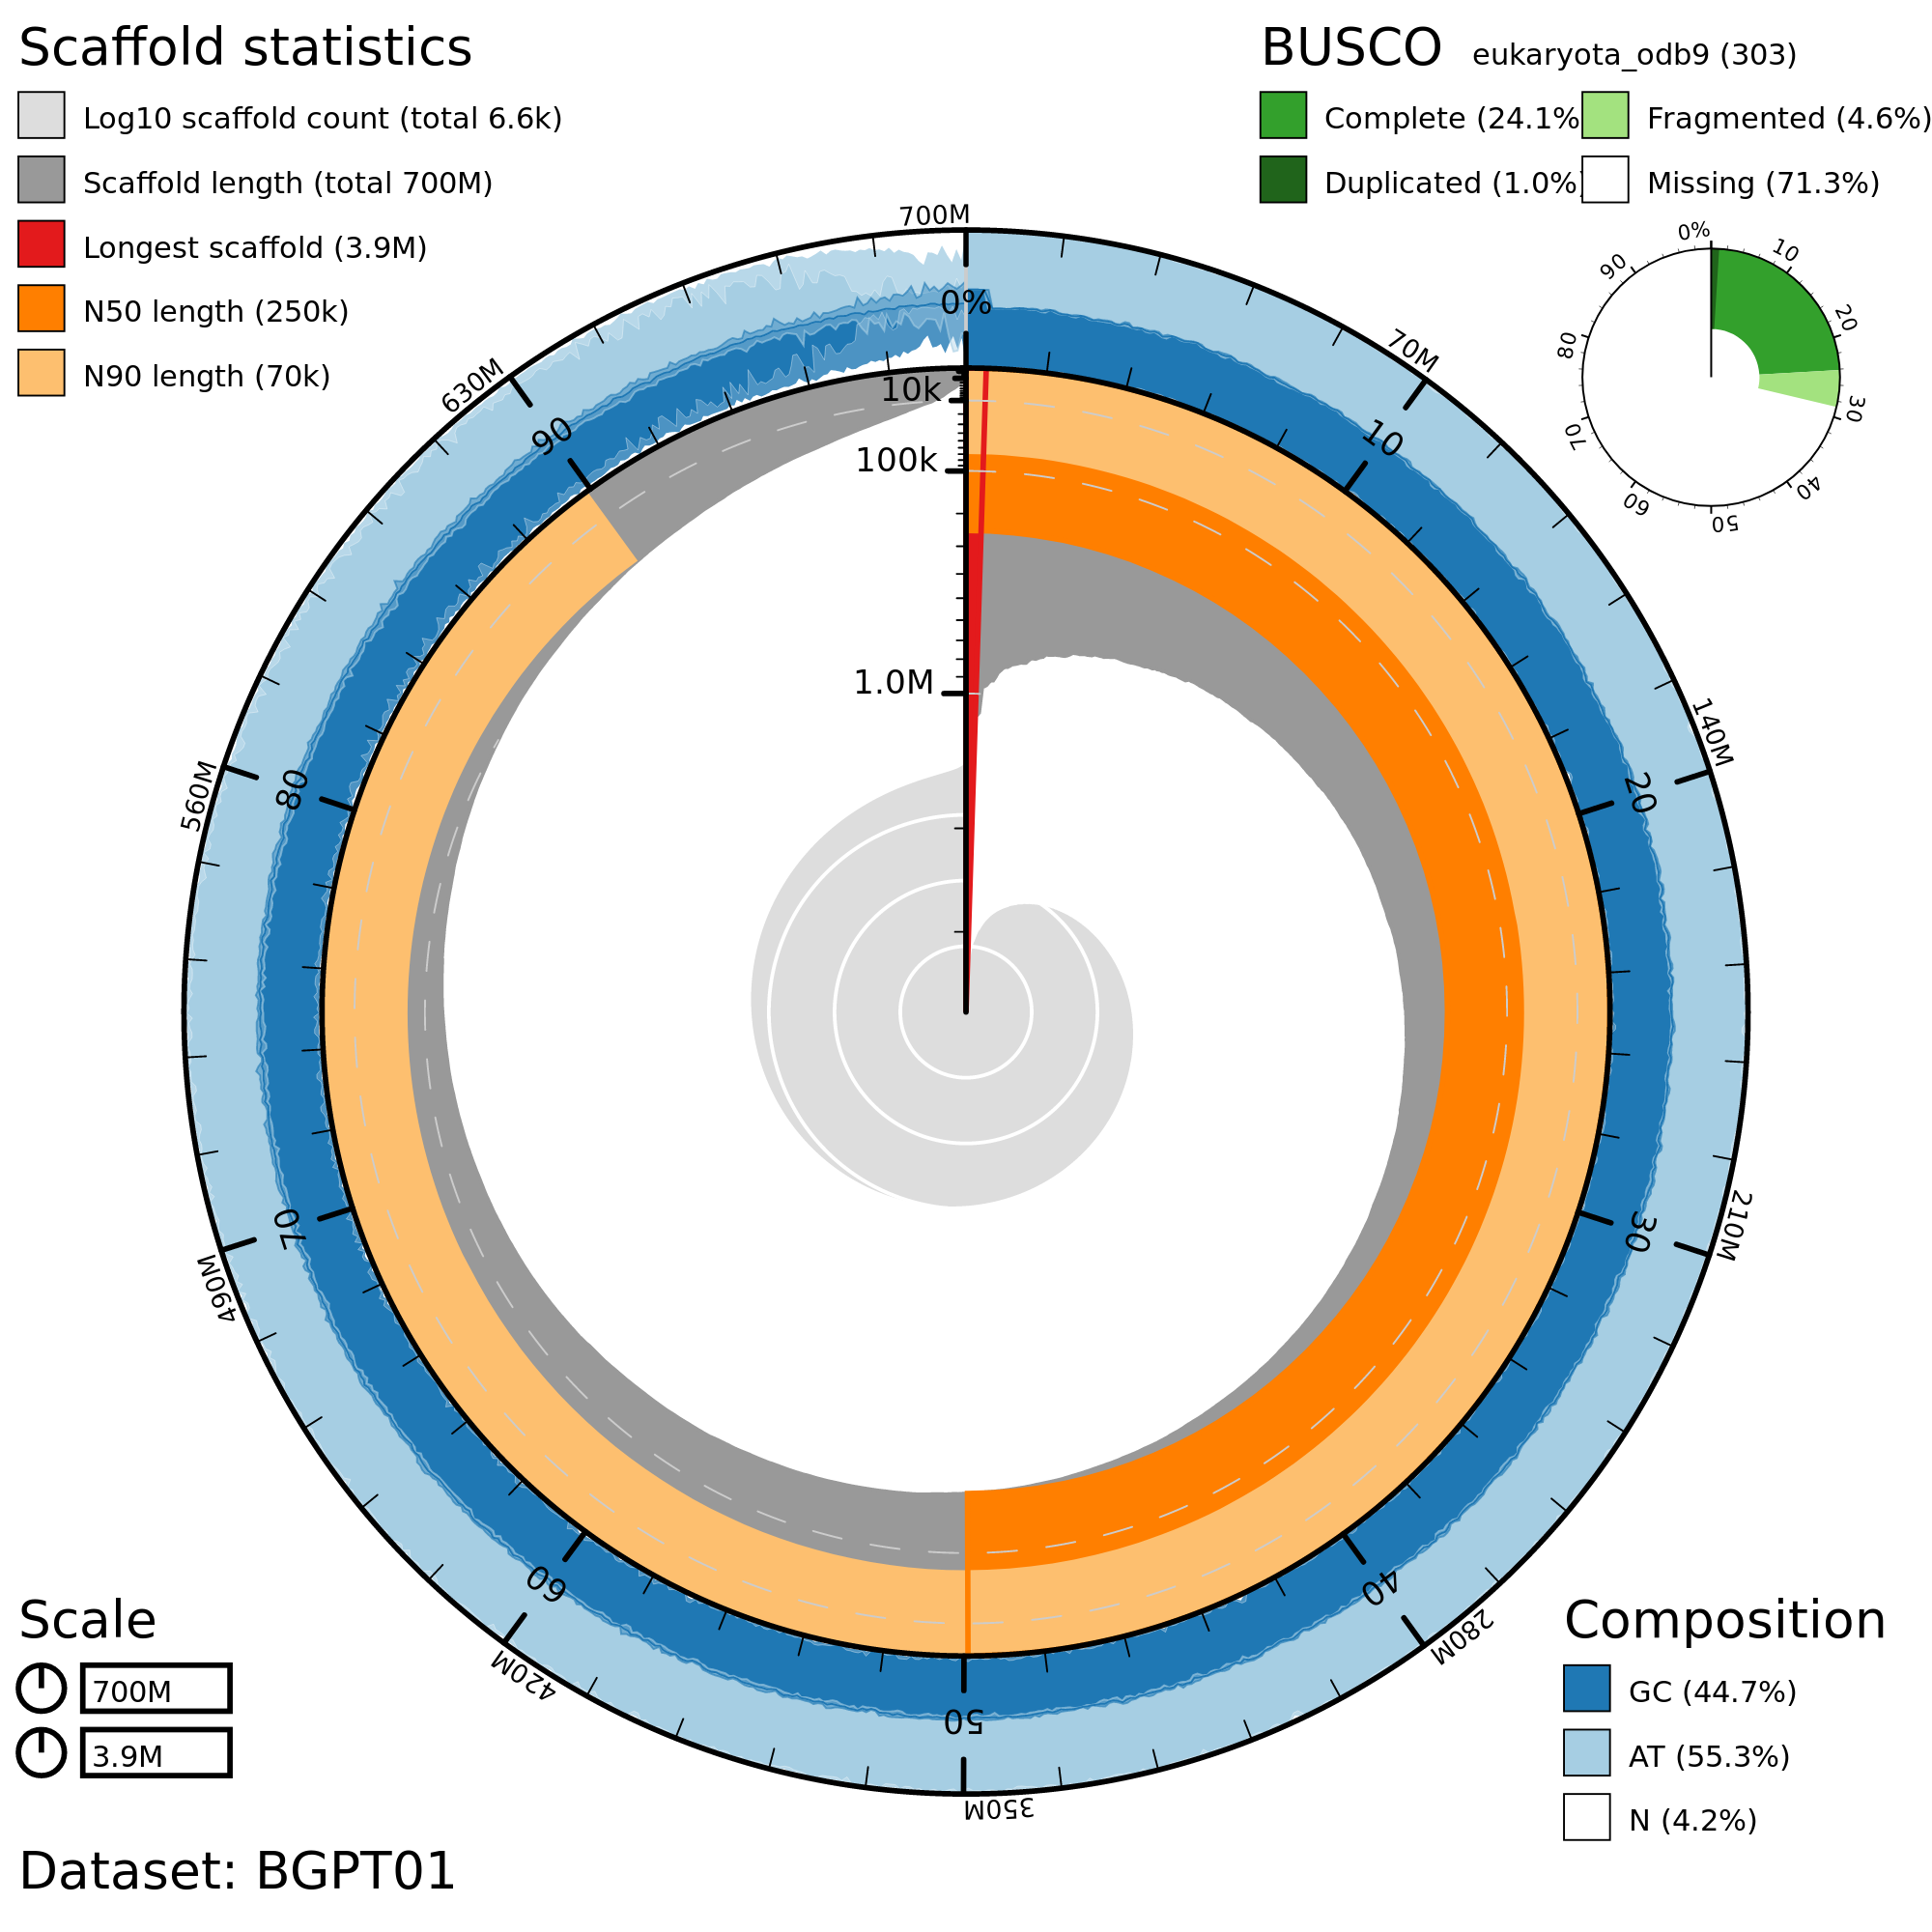 Scaffold statistics
Log10 scaffold count (total 6.6k)
Scaffold length (total 700M)
Longest scaffold (3.9M)
N50 length (250k)
N90 length (70k)
BUSCO eukaryota_odb9 (303)
Complete (24.1% Fragmented (4.6%)
Duplicated (1.0% Missing (71.3%)
0%
10
20
30
40
50
60
70
80
90
700M
70M
140M
210M
280M
350M
420M
490M
560M
630M
0%
10
20
30
40
50
60
70
80
90
10k
100k
1.0M
Scale
700M
3.9M
Composition
GC (44.7%)
AT (55.3%)
N (4.2%)
Dataset: BGPT01